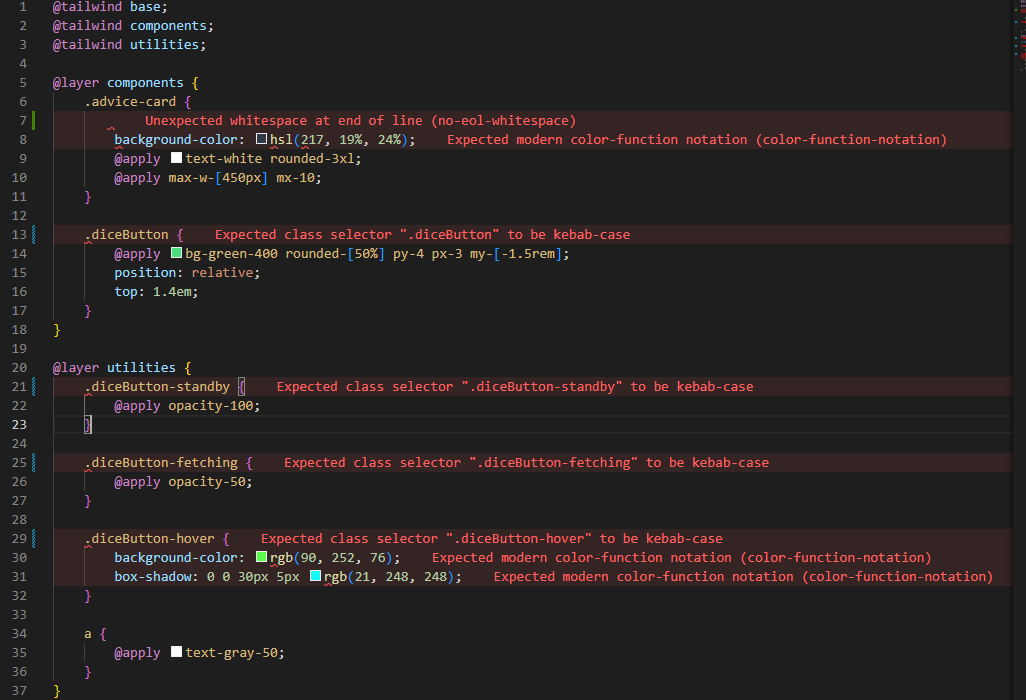 1 @tailwind base;
2 @tailwind components;
3 @tailwind utilities;
4
5 @layer components {
6 .advice-card {
7 Unexpected whitespace at end of line (no-eol-whitespace)
8 background-color: hsl(217, 19%, 24%); Expected modern color-function notation (color-function-notation)
9 @apply text-white rounded-3xl;
10 @apply max-w-[450px] mx-10;
11 }
12
13 .diceButton { Expected class selector ".diceButton" to be kebab-case
14 @apply bg-green-400 rounded-[50%] py-4 px-3 my-[-1.5rem];
15 position: relative;
16 top: 1.4em;
17 }
18 }
19
20 @layer utilities {
21 .diceButton-standby { Expected class selector ".diceButton-standby" to be kebab-case
22 @apply opacity-100;
23 }
24
25 .diceButton-fetching { Expected class selector ".diceButton-fetching" to be kebab-case
26 @apply opacity-50;
27 }
28
29 .diceButton-hover { Expected class selector ".diceButton-hover" to be kebab-case
30 background-color: rgb(90, 252, 76); Expected modern color-function notation (color-function-notation)
31 box-shadow: 0 0 30px 5px rgb(21, 248, 248); Expected modern color-function notation (color-function-notation)
32 }
33
34 a {
35 @apply text-gray-50;
36 }
37 }